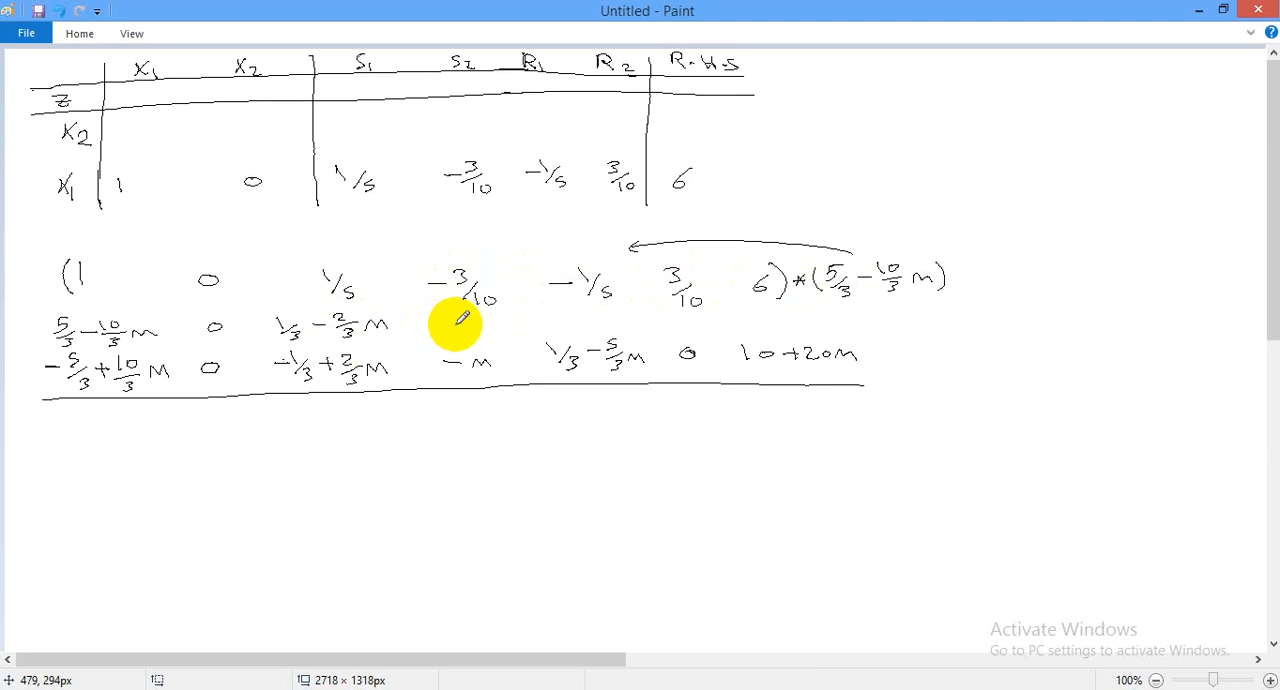 Untitled - Paint
File Home View
X1 X2 S1 S2 R1 R2 R.H.S
Z
X2
X1 1 0 1/5 -3/10 -1/5 3/10 6
(1 0 1/5 -3/10 -1/5 3/10 6) * (5/3 - 10/3 M)
5/3 - 10/3 M 0 1/3 - 2/3 M
-5/3 + 10/3 M 0 -1/3 + 2/3 M -M 1/3 - 5/3 M 0 10 + 20M
Activate Windows
Go to PC settings to activate Windows.
479, 294px 2718 × 1318px 100%